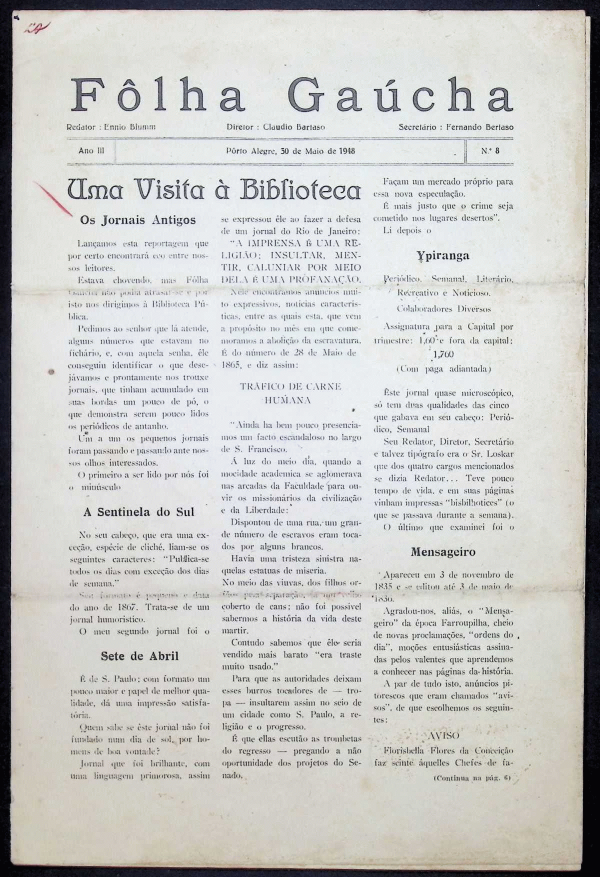 Fôlha Gaúcha
Redator : Ennio Blumm Diretor : Claudio Bartaso Secretário : Fernando Bertaso
Ano III Pôrto Alegre, 30 de Maio de 1948 N.º 8
Uma Visita à Biblioteca
Os Jornais Antigos
Lançamos esta reportagem que
por certo encontrará eco entre nos-
sos leitores.
Estava chovendo, mas Fôlha
Gaúcha não podia atrasar-se e por
isto nos dirigimos à Biblioteca Pú-
blica.
Pedimos ao senhor que lá atende,
alguns números que estavam no
fichário, e, com aquela senha, êle
conseguiu identificar o que dese-
jávamos e prontamente nos trouxe
jornais, que tinham acumulado em
suas bordas um pouco de pó, o
que demonstra serem pouco lidos
os periódicos de antanho.
Um a um os pequenos jornais
foram passando e passando ante nos-
sos olhos interessados.
O primeiro a ser lido por nós foi
o minúsculo
A Sentinela do Sul
No seu cabeço, que era uma ex-
ceção, espécie de cliché, liam-se os
seguintes caracteres: "Publica-se
todos os dias com exceção dos dias
de semana."
Seu formato é pequeno e data
do ano de 1867. Trata-se de um
jornal humorístico.
O meu segundo jornal foi o
Sete de Abril
É de S. Paulo; com formato um
pouco maior e papel de melhor qua-
lidade, dá uma impressão satisfa-
tória.
Quem sabe se êste jornal não foi
fundado num dia de sol, por ho-
mens de boa vontade?
Jornal que foi brilhante, com
uma linguagem primorosa, assim
se expressou êle ao fazer a defesa
de um jornal do Rio de Janeiro:
"A IMPRENSA É UMA RE-
LIGIÃO; INSULTAR, MEN-
TIR, CALUNIAR POR MEIO
DELA É UMA PROFANAÇÃO.
Nêle encontramos anúncios mui-
to expressivos, notícias caracterís-
ticas, entre as quais esta, que vem
a propósito no mês em que come-
moramos a abolição da escravatura.
É do número de 28 de Maio de
1865, e diz assim:
TRÁFICO DE CARNE
HUMANA
"Ainda ha bem pouco presencia-
mos um facto escandaloso no largo
de S. Francisco.
Á luz do meio dia, quando a
mocidade academica se aglomerava
nas arcadas da Faculdade para ou-
vir os missionários da civilização
e da Liberdade:
Dispontou de uma rua, um gran-
de número de escravos eram toca-
dos por alguns brancos.
Havia uma tristeza sinistra na-
quelas estatuas de miseria.
No meio das viuvas, dos filhos or-
coberto de cans; não foi possivel
sabermos a história da vida deste
martir.
Contudo sabemos que êle seria
vendido mais barato "era traste
muito usado."
Para que as autoridades deixam
esses burros tocadores de — tro-
pa — insultarem assim no seio de
um cidade como S. Paulo, a re-
ligião e o progresso.
É que ellas escutão as trombetas
do regresso — pregando a não
oportunidade dos projetos do Se-
nado.
Façam um mercado próprio para
essa nova especulação.
E mais justo que o crime seja
cometido nos lugares desertos".
Li depois o
Ypiranga
Periódico, Semanal, Literário,
Recreativo e Noticioso.
Colaboradores Diversos
Assignatura para a Capital por
trimestre: 1,60 e fora da capital:
1,760
(Com paga adiantada)
Êste jornal quase microscópico,
só tem duas qualidades das cinco
que gabava em seu cabeço: Perió-
dico, Semanal
Seu Redator, Diretor, Secretário
e talvez tipógrafo era o Sr. Loskar
que dos quatro cargos mencionados
se dizia Redator... Teve pouco
tempo de vida, e em suas páginas
vinham impressas "bisbilhotices" (o
que se passava durante a semana).
O último que examinei foi o
Mensageiro
Apareceu em 3 de novembro de
1835 e se editou até 3 de maio de
1836.
Agradou-nos, aliás, o "Mensa-
geiro" da época Farroupilha, cheio
de novas proclamações, "ordens do
dia", moções entusiásticas assina-
das pelos valentes que aprendemos
a conhecer nas páginas da história.
A par de tudo isto, anúncios pi-
torescos que eram chamados "avi-
sos", de que escolhemos os seguin-
tes:
AVISO
Florisbella Flores da Conceição
faz sciente áquelles Chefes de fa-
(Continua na pág. 6)